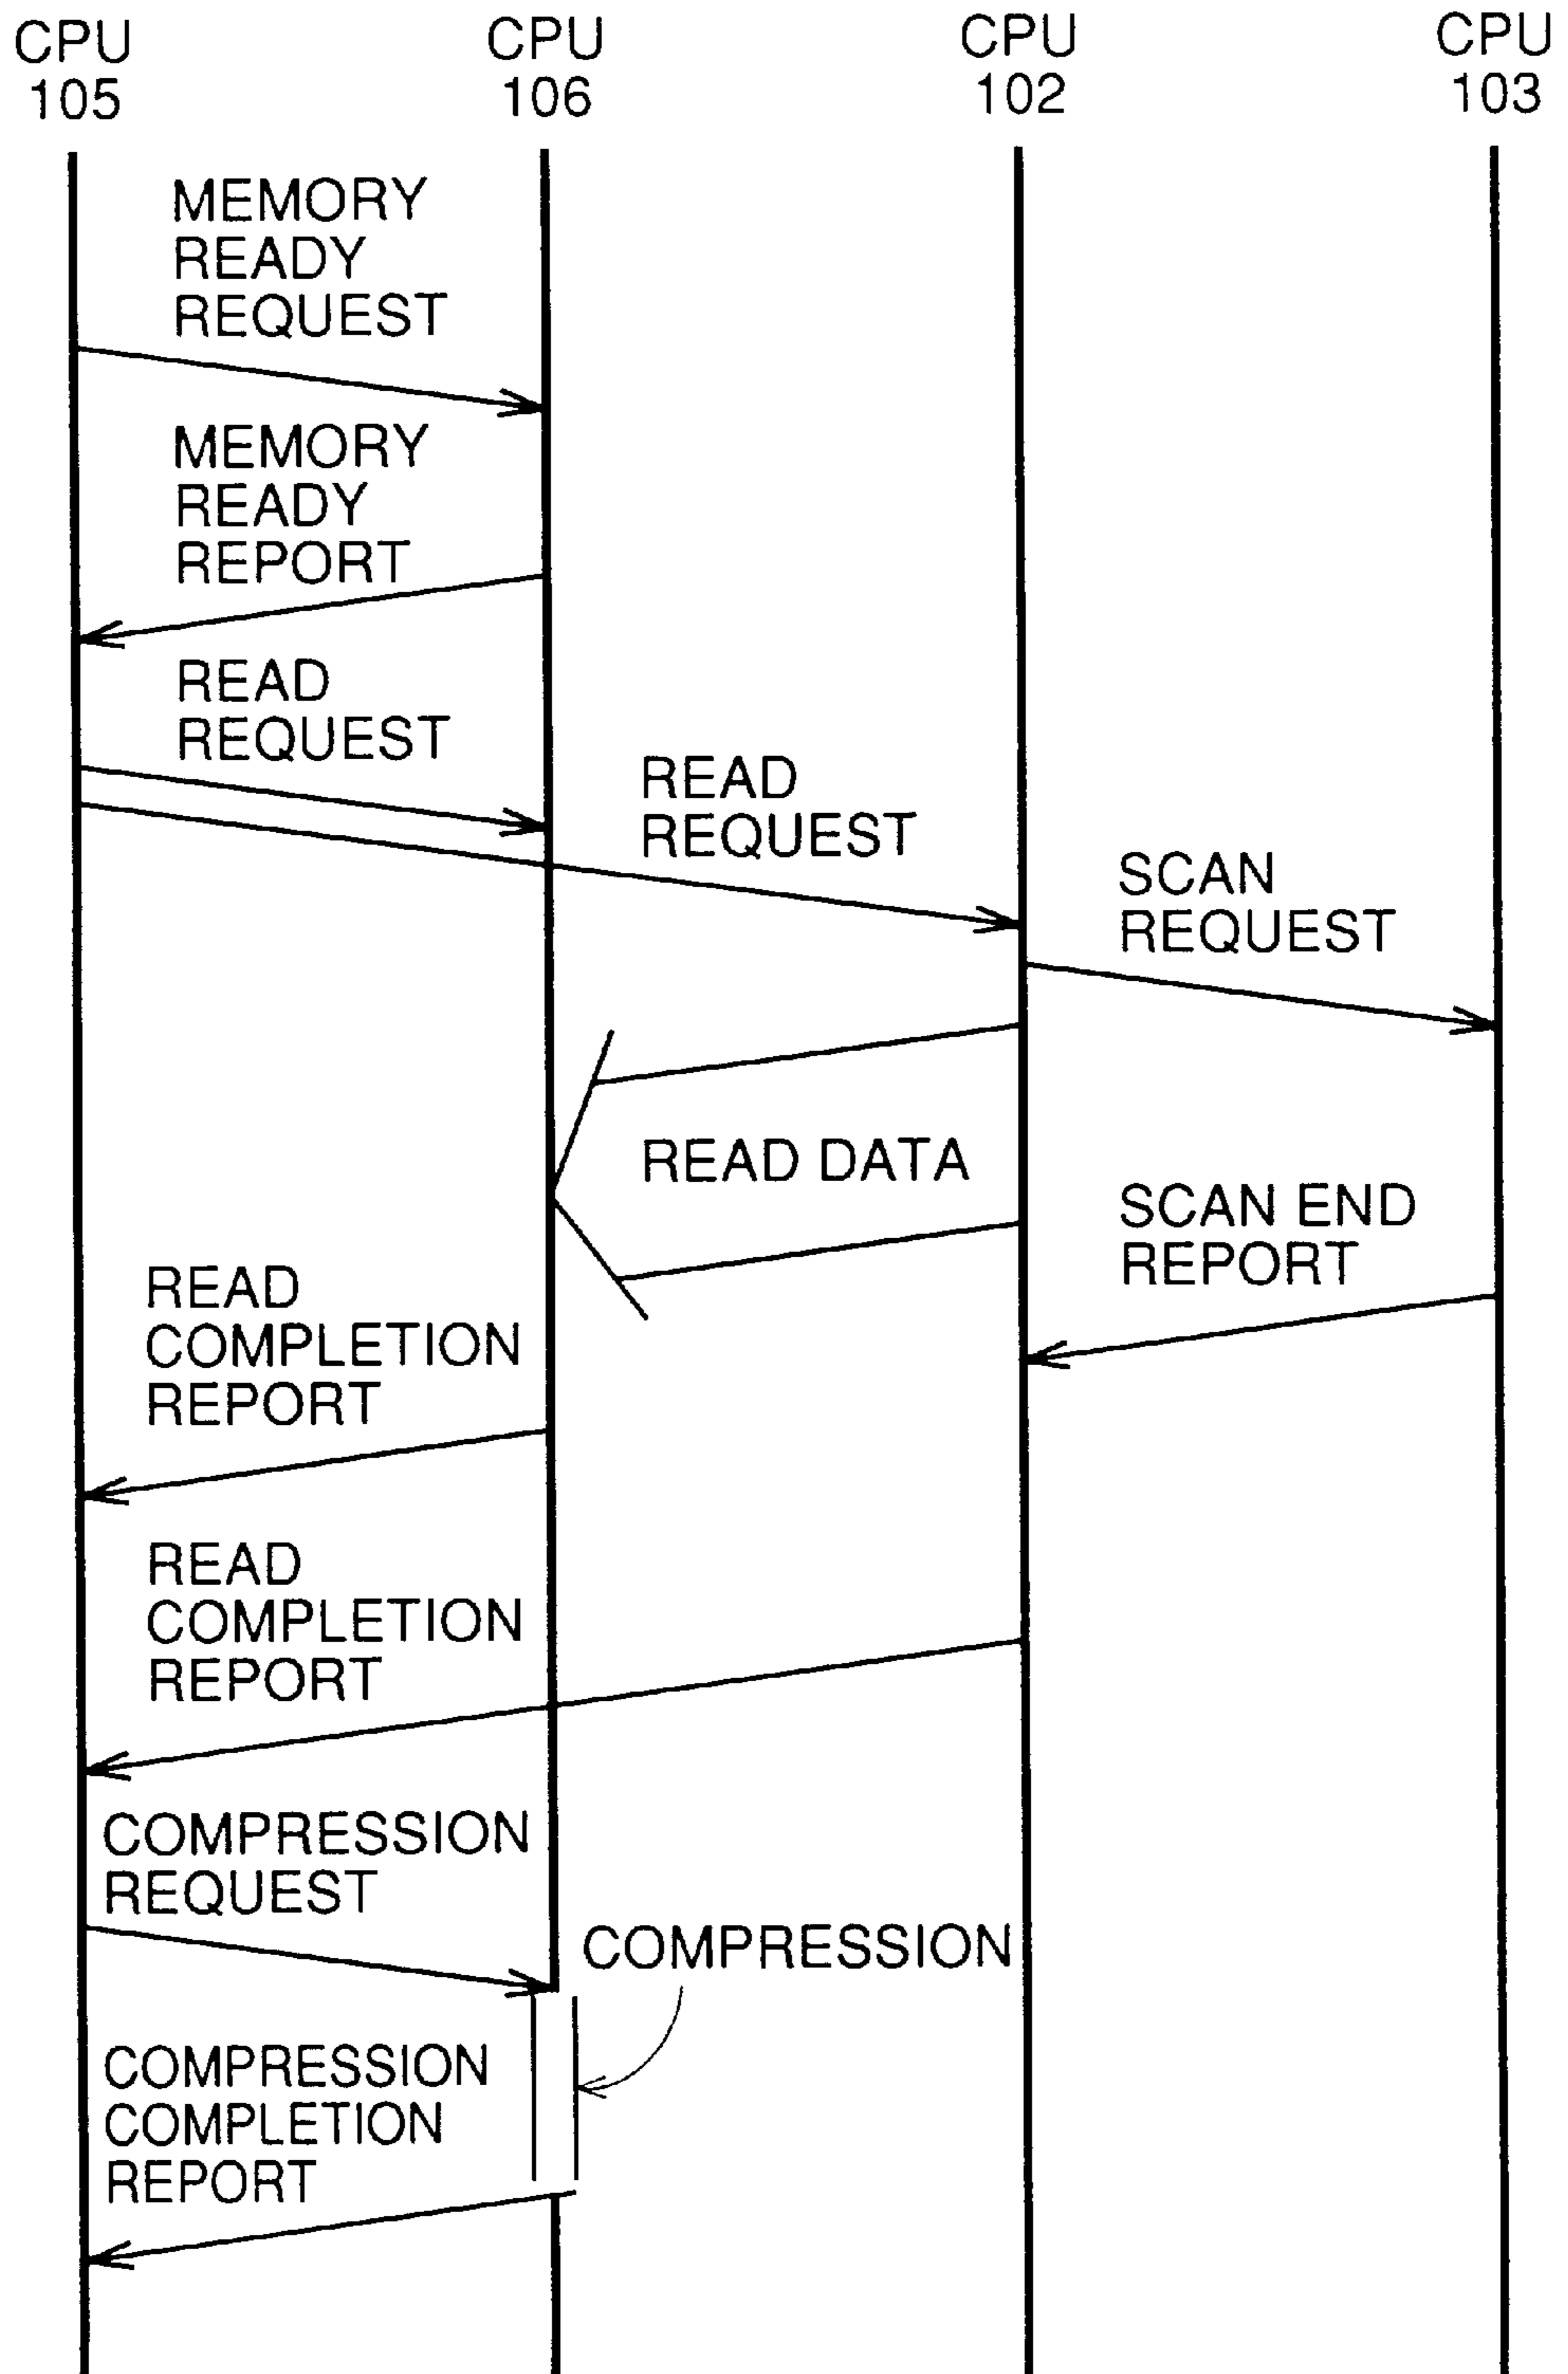 CPU
105
CPU
106
CPU
102
CPU
103
MEMORY
READY
REQUEST
MEMORY
READY
REPORT
READ
REQUEST
READ
REQUEST
SCAN
REQUEST
READ DATA
SCAN END
REPORT
READ
COMPLETION
REPORT
READ
COMPLETION
REPORT
COMPRESSION
REQUEST
COMPRESSION
COMPRESSION
COMPLETION
REPORT